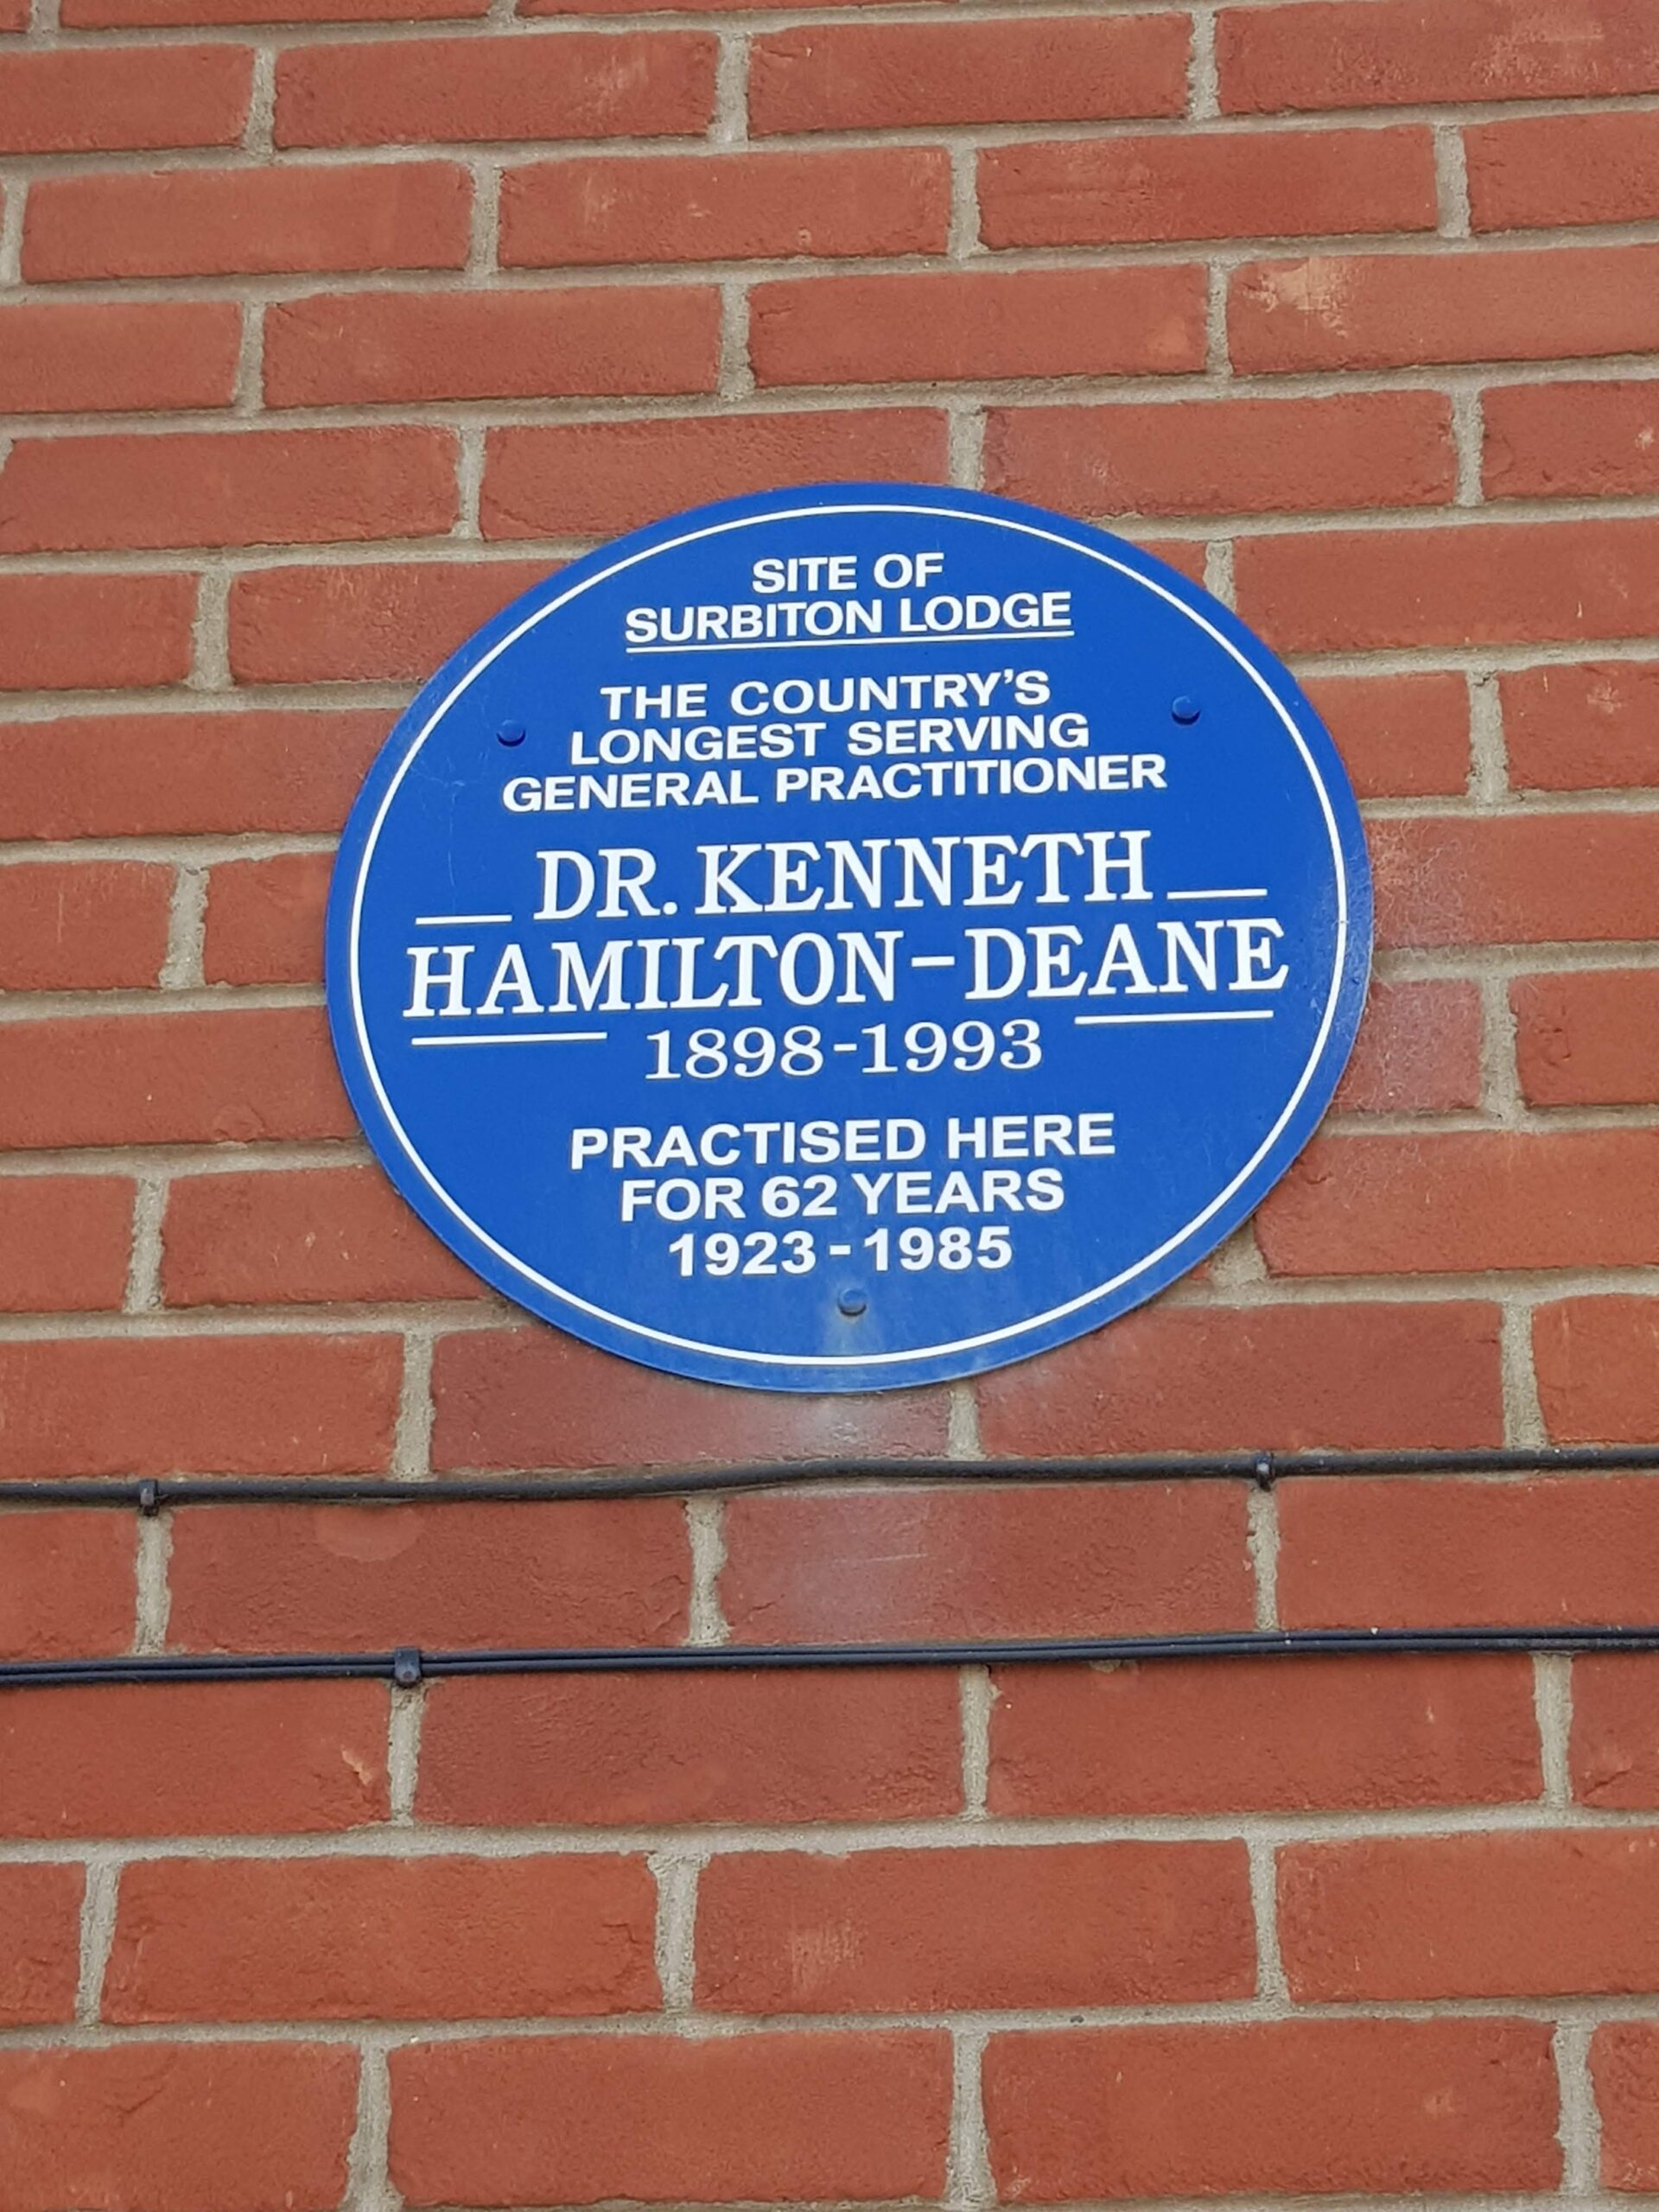 SITE OF
SURBITON LODGE
THE COUNTRY'S
LONGEST SERVING
GENERAL PRACTITIONER
DR. KENNETH
HAMILTON-DEANE
1898-1993
PRACTISED HERE
FOR 62 YEARS
1923-1985